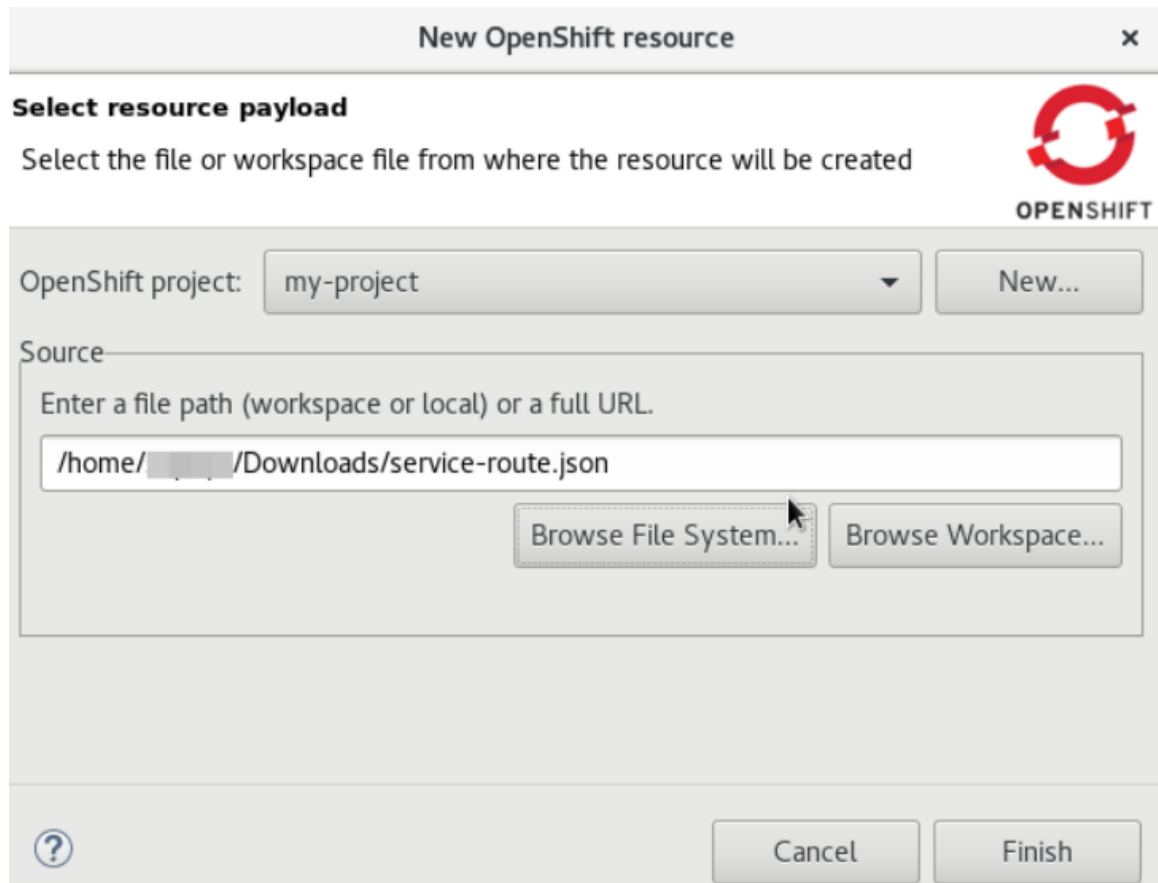 New OpenShift resource ×
Select resource payload
Select the file or workspace file from where the resource will be created
OPENSHIFT
OpenShift project: my-project New...
Source
Enter a file path (workspace or local) or a full URL.
/home/ /Downloads/service-route.json
Browse File System... Browse Workspace...
? Cancel Finish